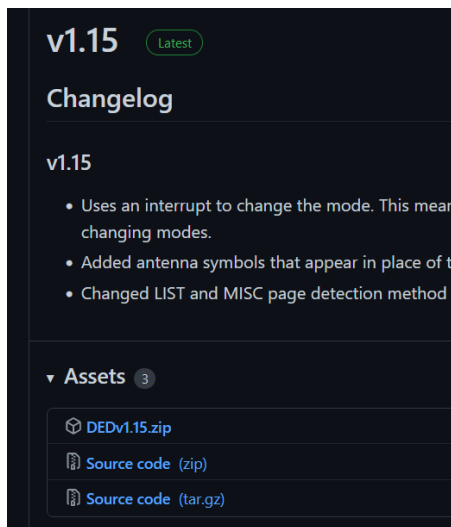 v1.15 Latest
Changelog
v1.15
• Uses an interrupt to change the mode. This
changing modes.
• Added antenna symbols that appear in place of
• Changed LIST and MISC page detection method
▾ Assets 3
DEDv1.15.zip
Source code (zip)
Source code (tar.gz)